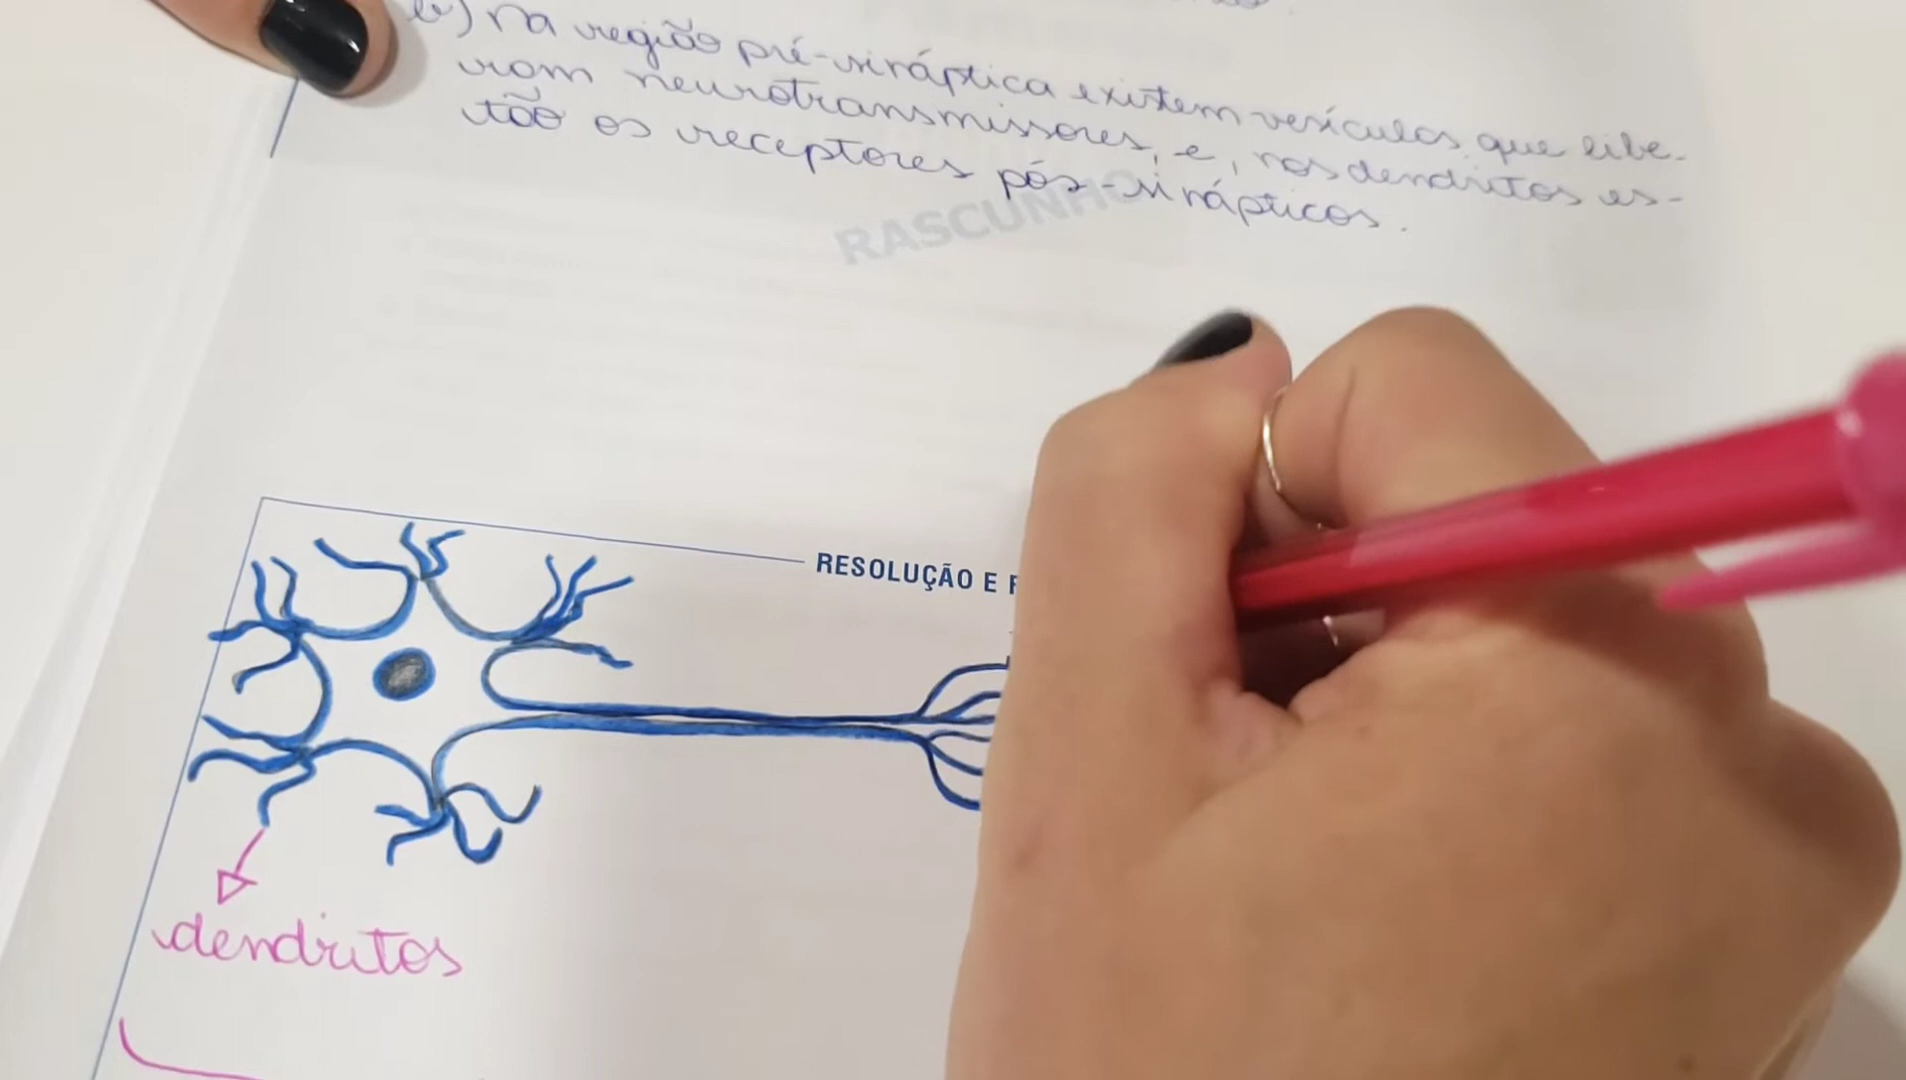 b) na região pré-sináptica existem vesículas que libe-
ram neurotransmissores, e, nos dendritos es-
tão os receptores pós-sinápticos.
RASCUNHO
RESOLUÇÃO E
dendritos